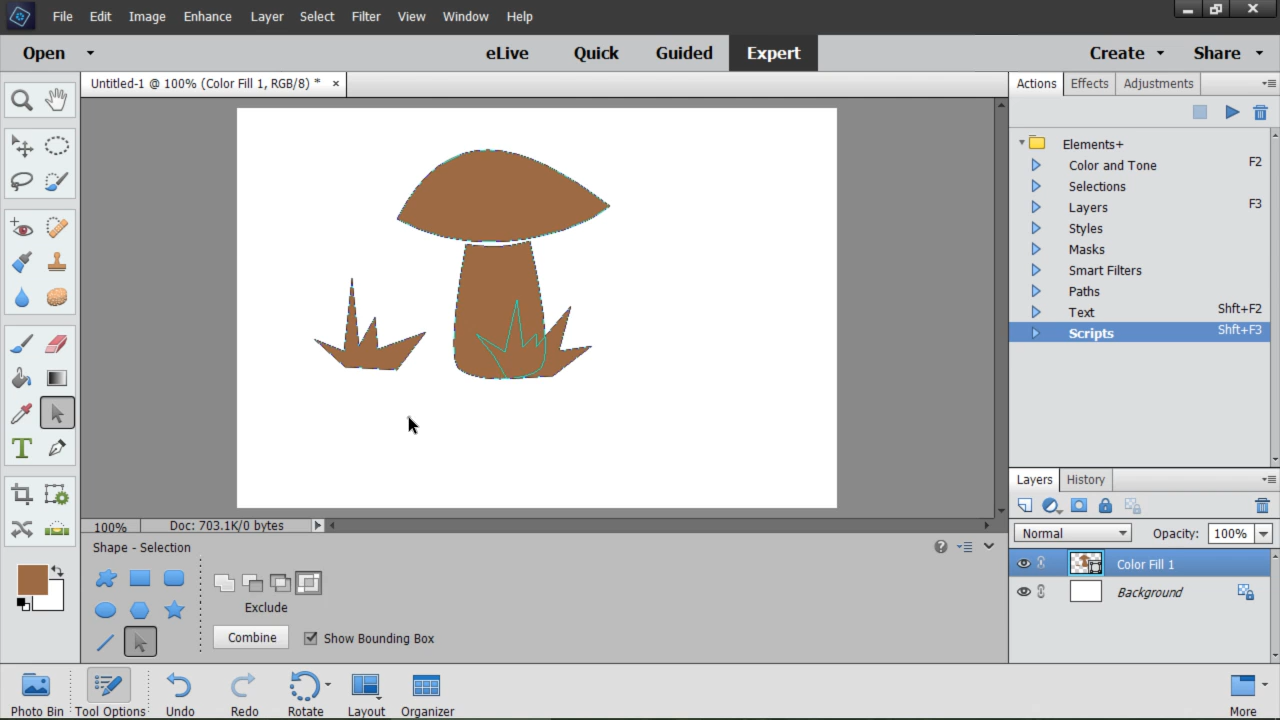 File Edit Image Enhance Layer Select Filter View Window Help
Open eLive Quick Guided Expert Create Share
Untitled-1 @ 100% (Color Fill 1, RGB/8) * ×
Actions Effects Adjustments
Elements+
Color and Tone F2
Selections
Layers F3
Styles
Masks
Smart Filters
Paths
Text Shft+F2
Scripts Shft+F3
Layers History
Normal Opacity: 100%
Color Fill 1
Background
100% Doc: 703.1K/0 bytes
Shape - Selection
Exclude
Combine Show Bounding Box
Photo Bin Tool Options Undo Redo Rotate Layout Organizer More